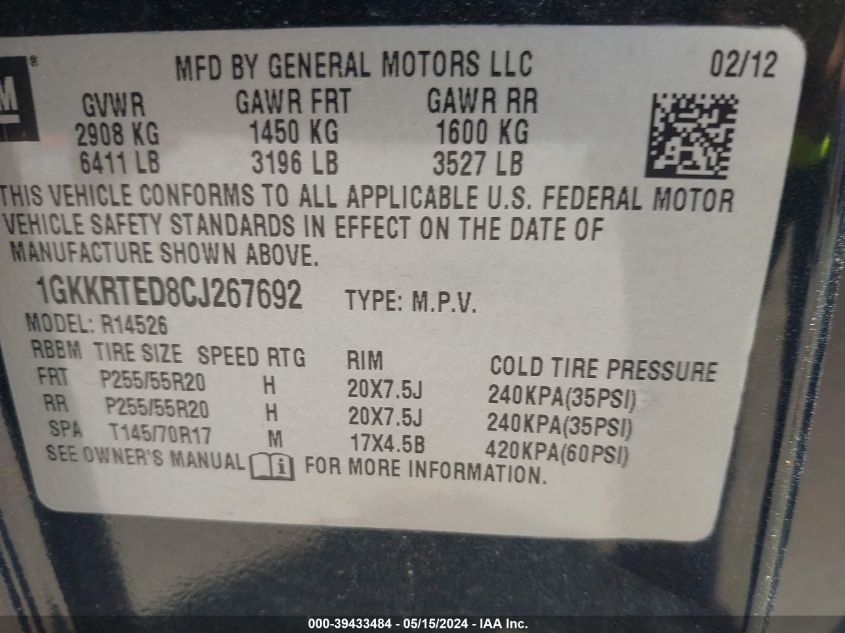 M ®
MFD BY GENERAL MOTORS LLC 02/12
GVWR GAWR FRT GAWR RR
2908 KG 1450 KG 1600 KG
6411 LB 3196 LB 3527 LB
THIS VEHICLE CONFORMS TO ALL APPLICABLE U.S. FEDERAL MOTOR
VEHICLE SAFETY STANDARDS IN EFFECT ON THE DATE OF
MANUFACTURE SHOWN ABOVE.
1GKKRTED8CJ267692 TYPE: M.P.V.
MODEL: R14526
RBBM TIRE SIZE SPEED RTG RIM COLD TIRE PRESSURE
FRT P255/55R20 H 20X7.5J 240KPA(35PSI)
RR P255/55R20 H 20X7.5J 240KPA(35PSI)
SPA T145/70R17 M 17X4.5B 420KPA(60PSI)
SEE OWNER'S MANUAL FOR MORE INFORMATION.
000-39433484 - 05/15/2024 - IAA Inc.